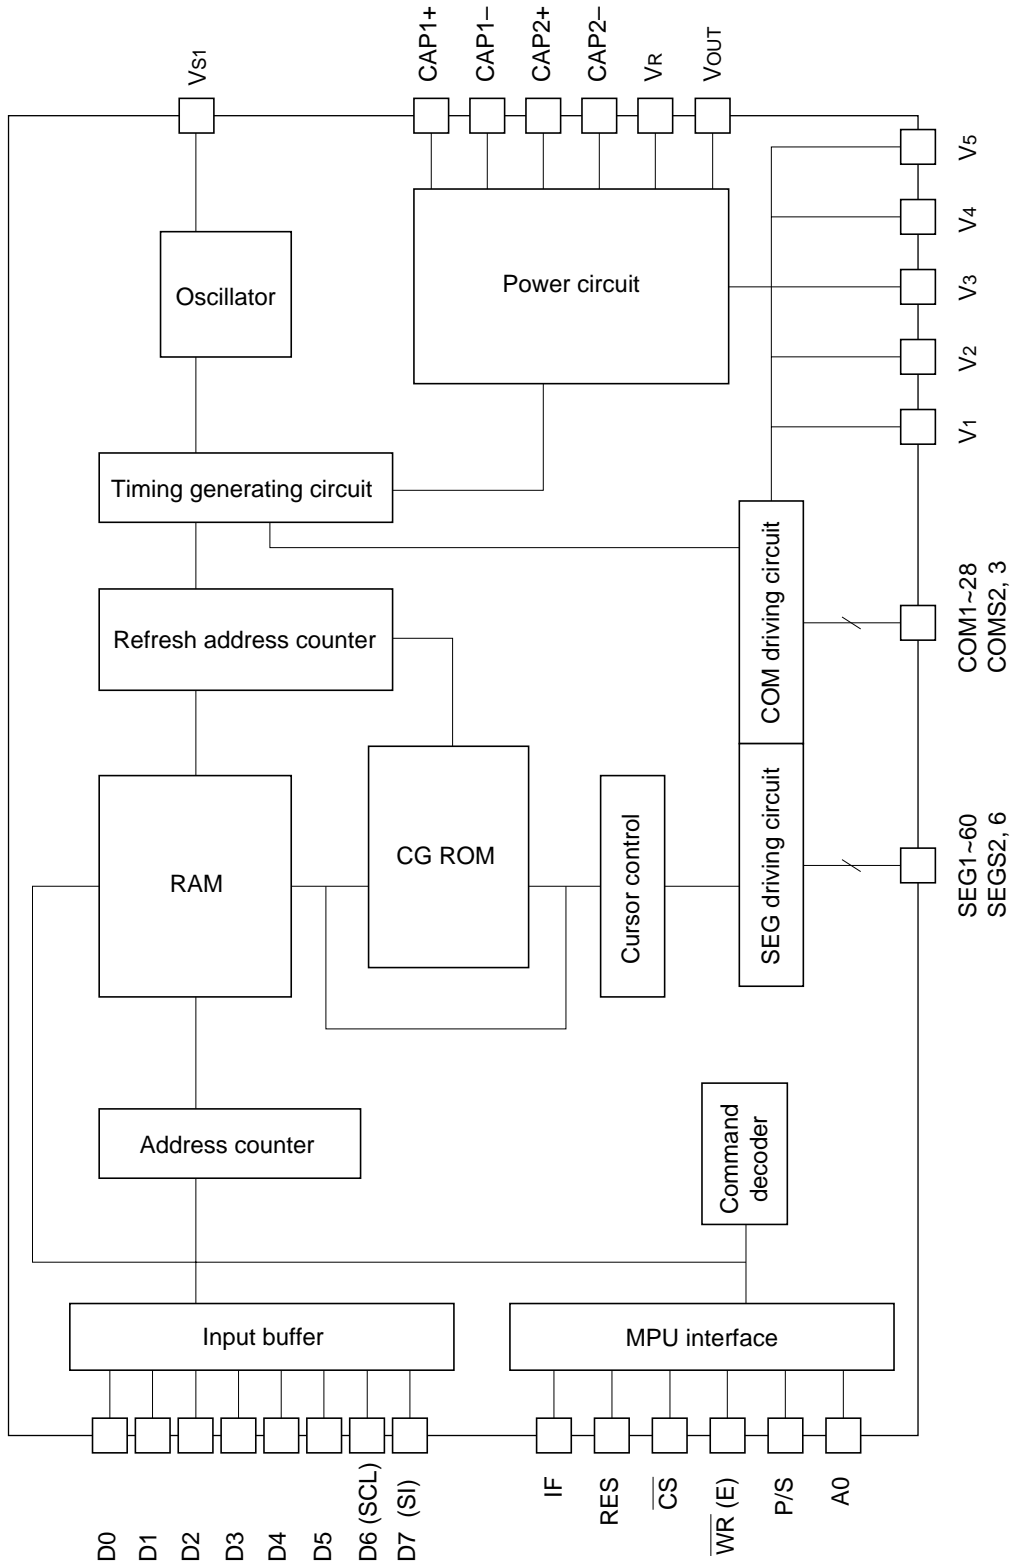 VS1
CAP1+
CAP1–
CAP2+
CAP2–
VR
VOUT
V5
V4
V3
V2
V1
Oscillator
Power circuit
Timing generating circuit
Refresh address counter
COM driving circuit
COM1~28
COMS2, 3
RAM
CG ROM
Cursor control
SEG driving circuit
SEG1~60
SEGS2, 6
Address counter
Command
decoder
Input buffer
MPU interface
D0
D1
D2
D3
D4
D5
D6 (SCL)
D7 (SI)
IF
RES
C̅S̅
W̅R̅ (E)
P/S
A0